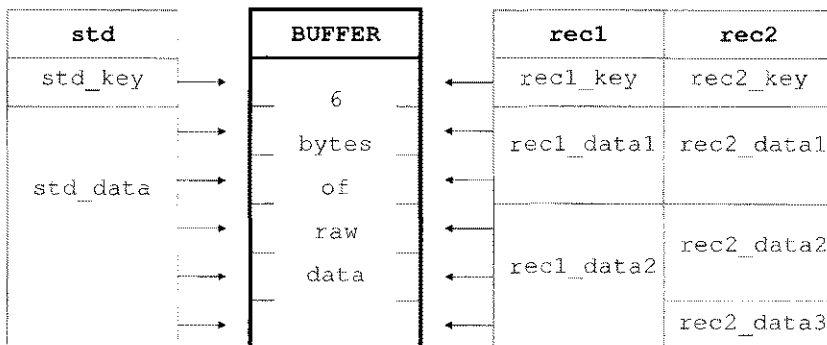 std BUFFER rec1 rec2
std_key rec1_key rec2_key
6
bytes rec1_data1 rec2_data1
std_data of
raw
rec2_data2
data rec1_data2
rec2_data3